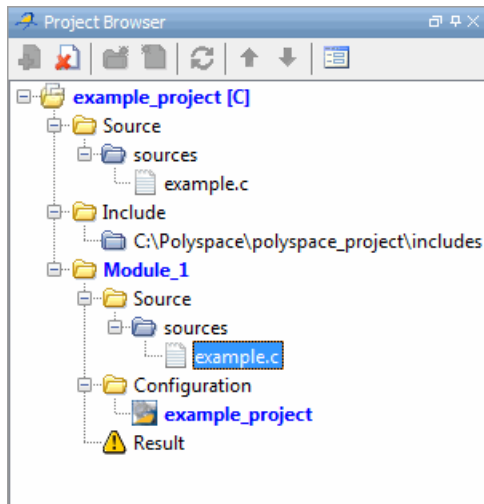 Project Browser
example_project [C]
Source
sources
example.c
Include
C:\Polyspace\polyspace_project\includes
Module_1
Source
sources
example.c
Configuration
example_project
Result